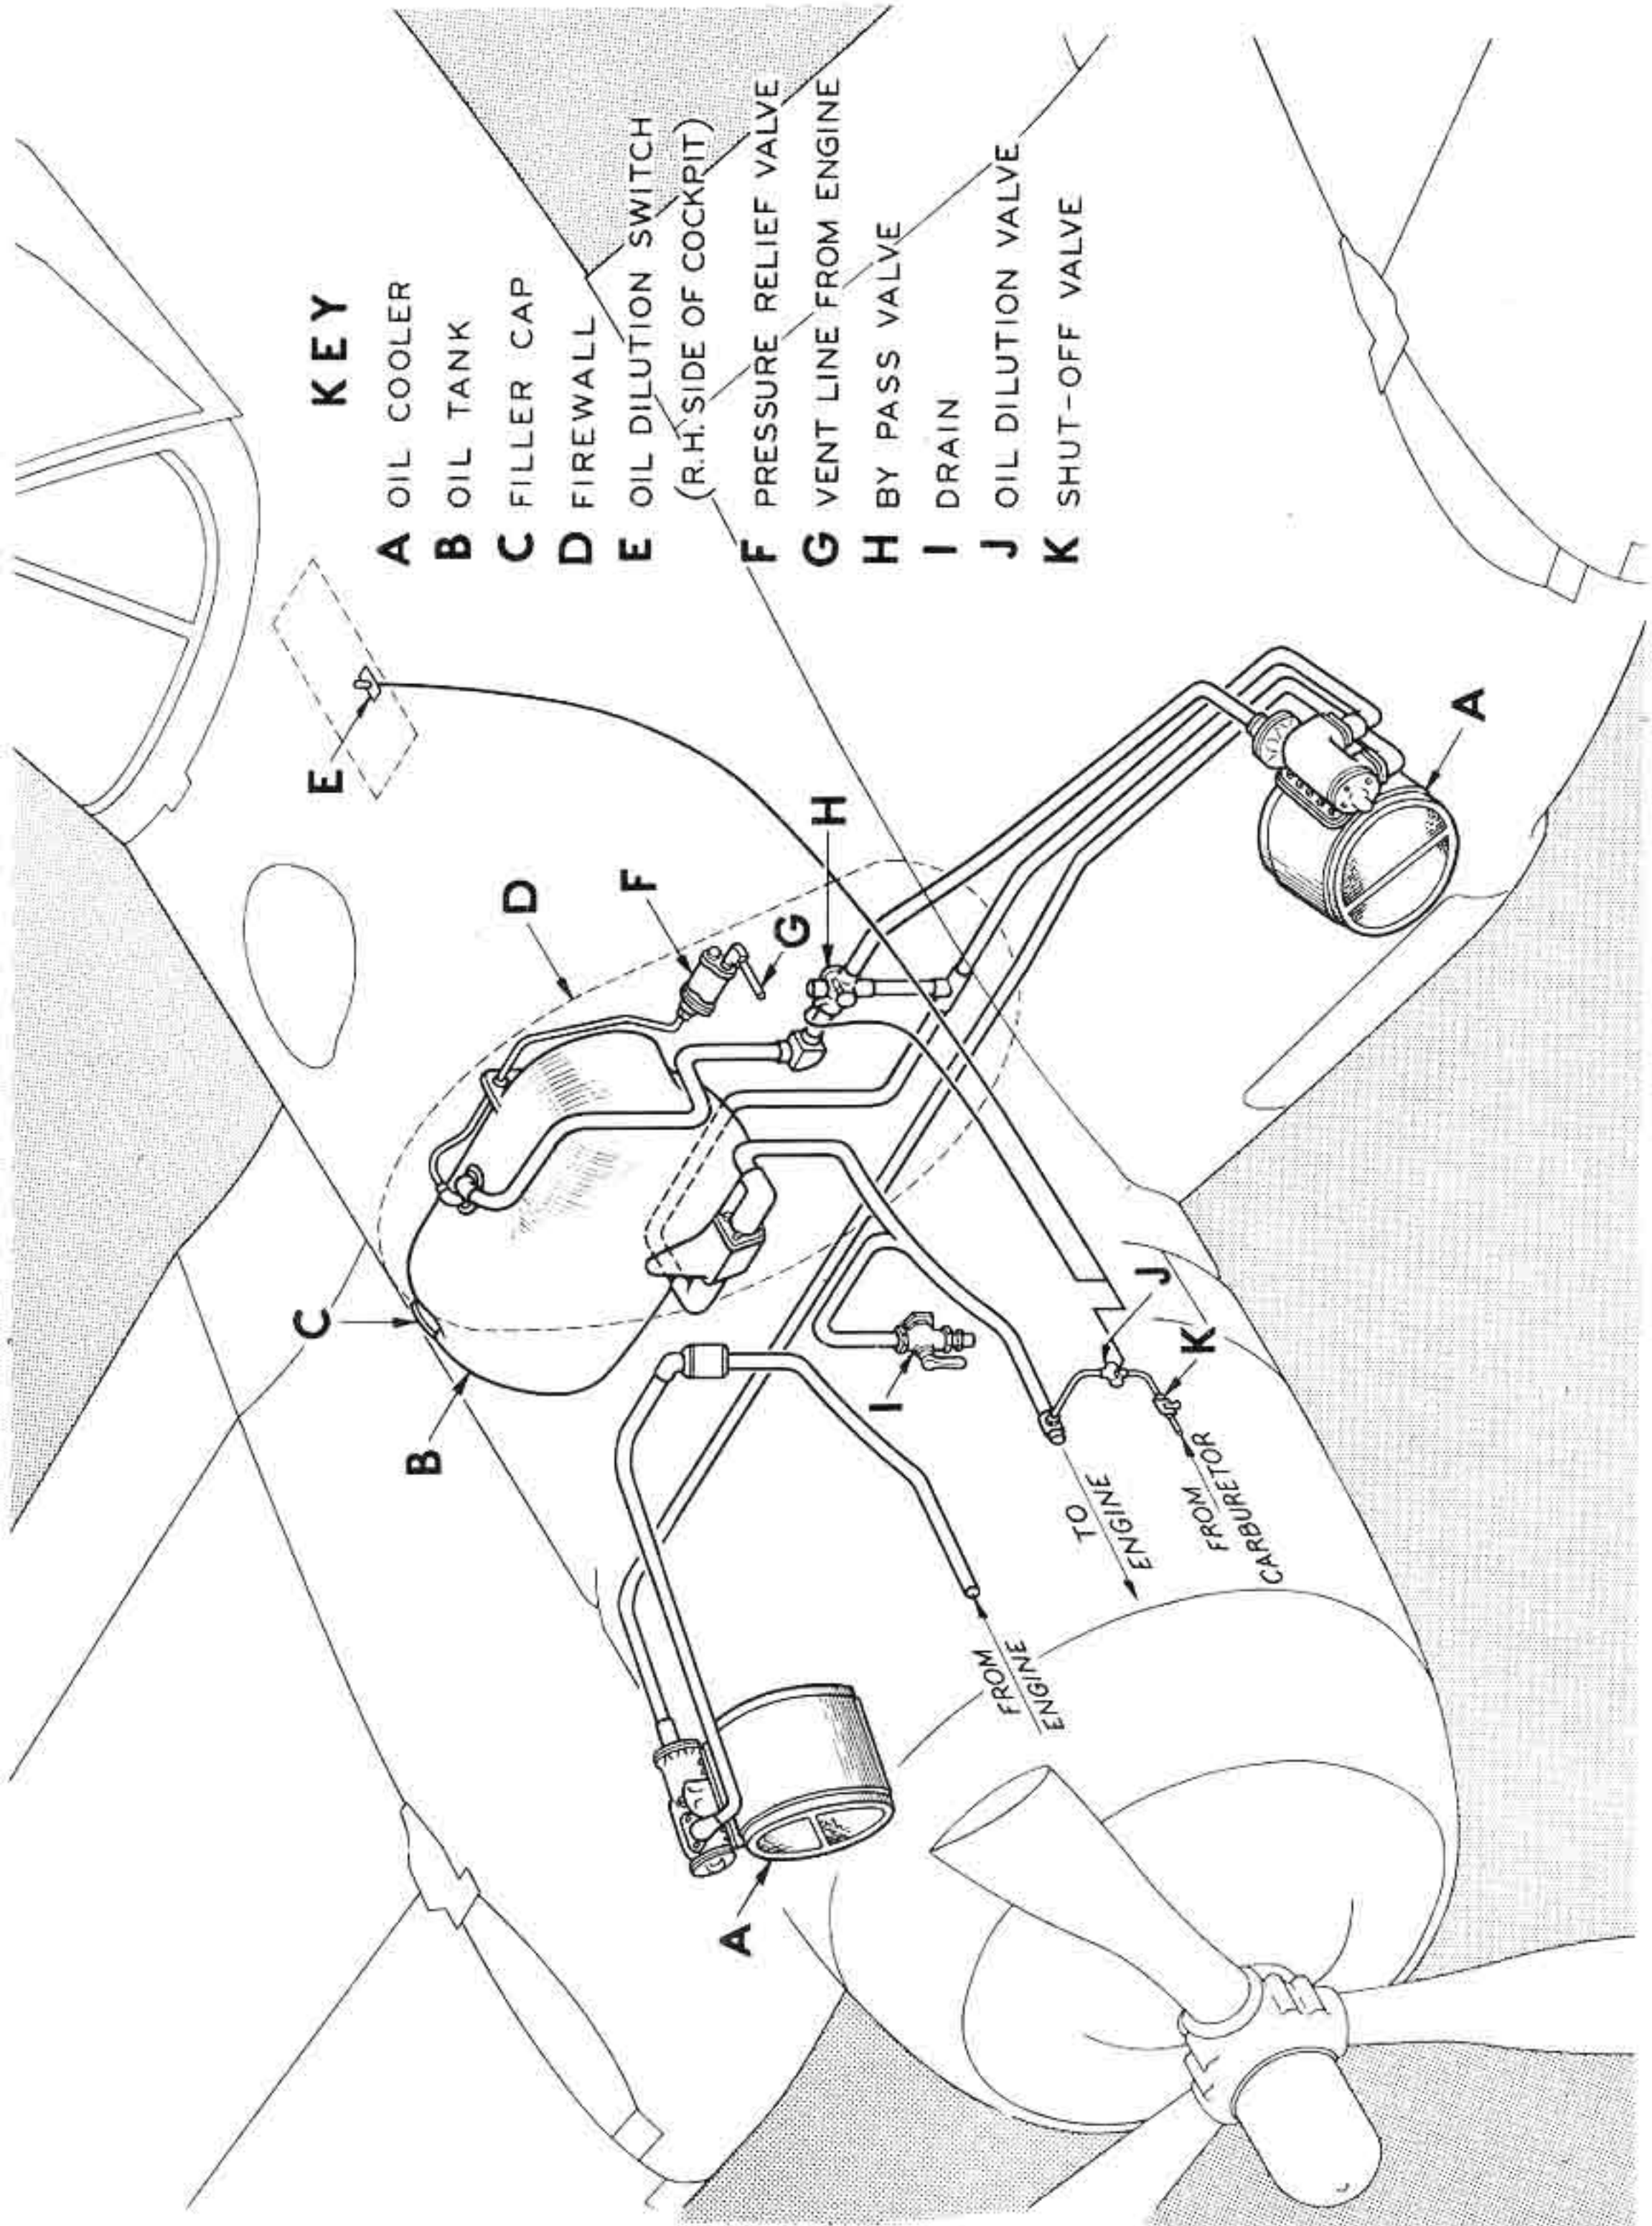 KEY
A OIL COOLER
B OIL TANK
C FILLER CAP
D FIREWALL
E OIL DILUTION SWITCH
(R.H. SIDE OF COCKPIT)
F PRESSURE RELIEF VALVE
G VENT LINE FROM ENGINE
H BY PASS VALVE
I DRAIN
J OIL DILUTION VALVE
K SHUT-OFF VALVE
E
D
F
G
H
C
B
A
A
I
J
K
FROM
ENGINE
TO
ENGINE
FROM
CARBURETOR